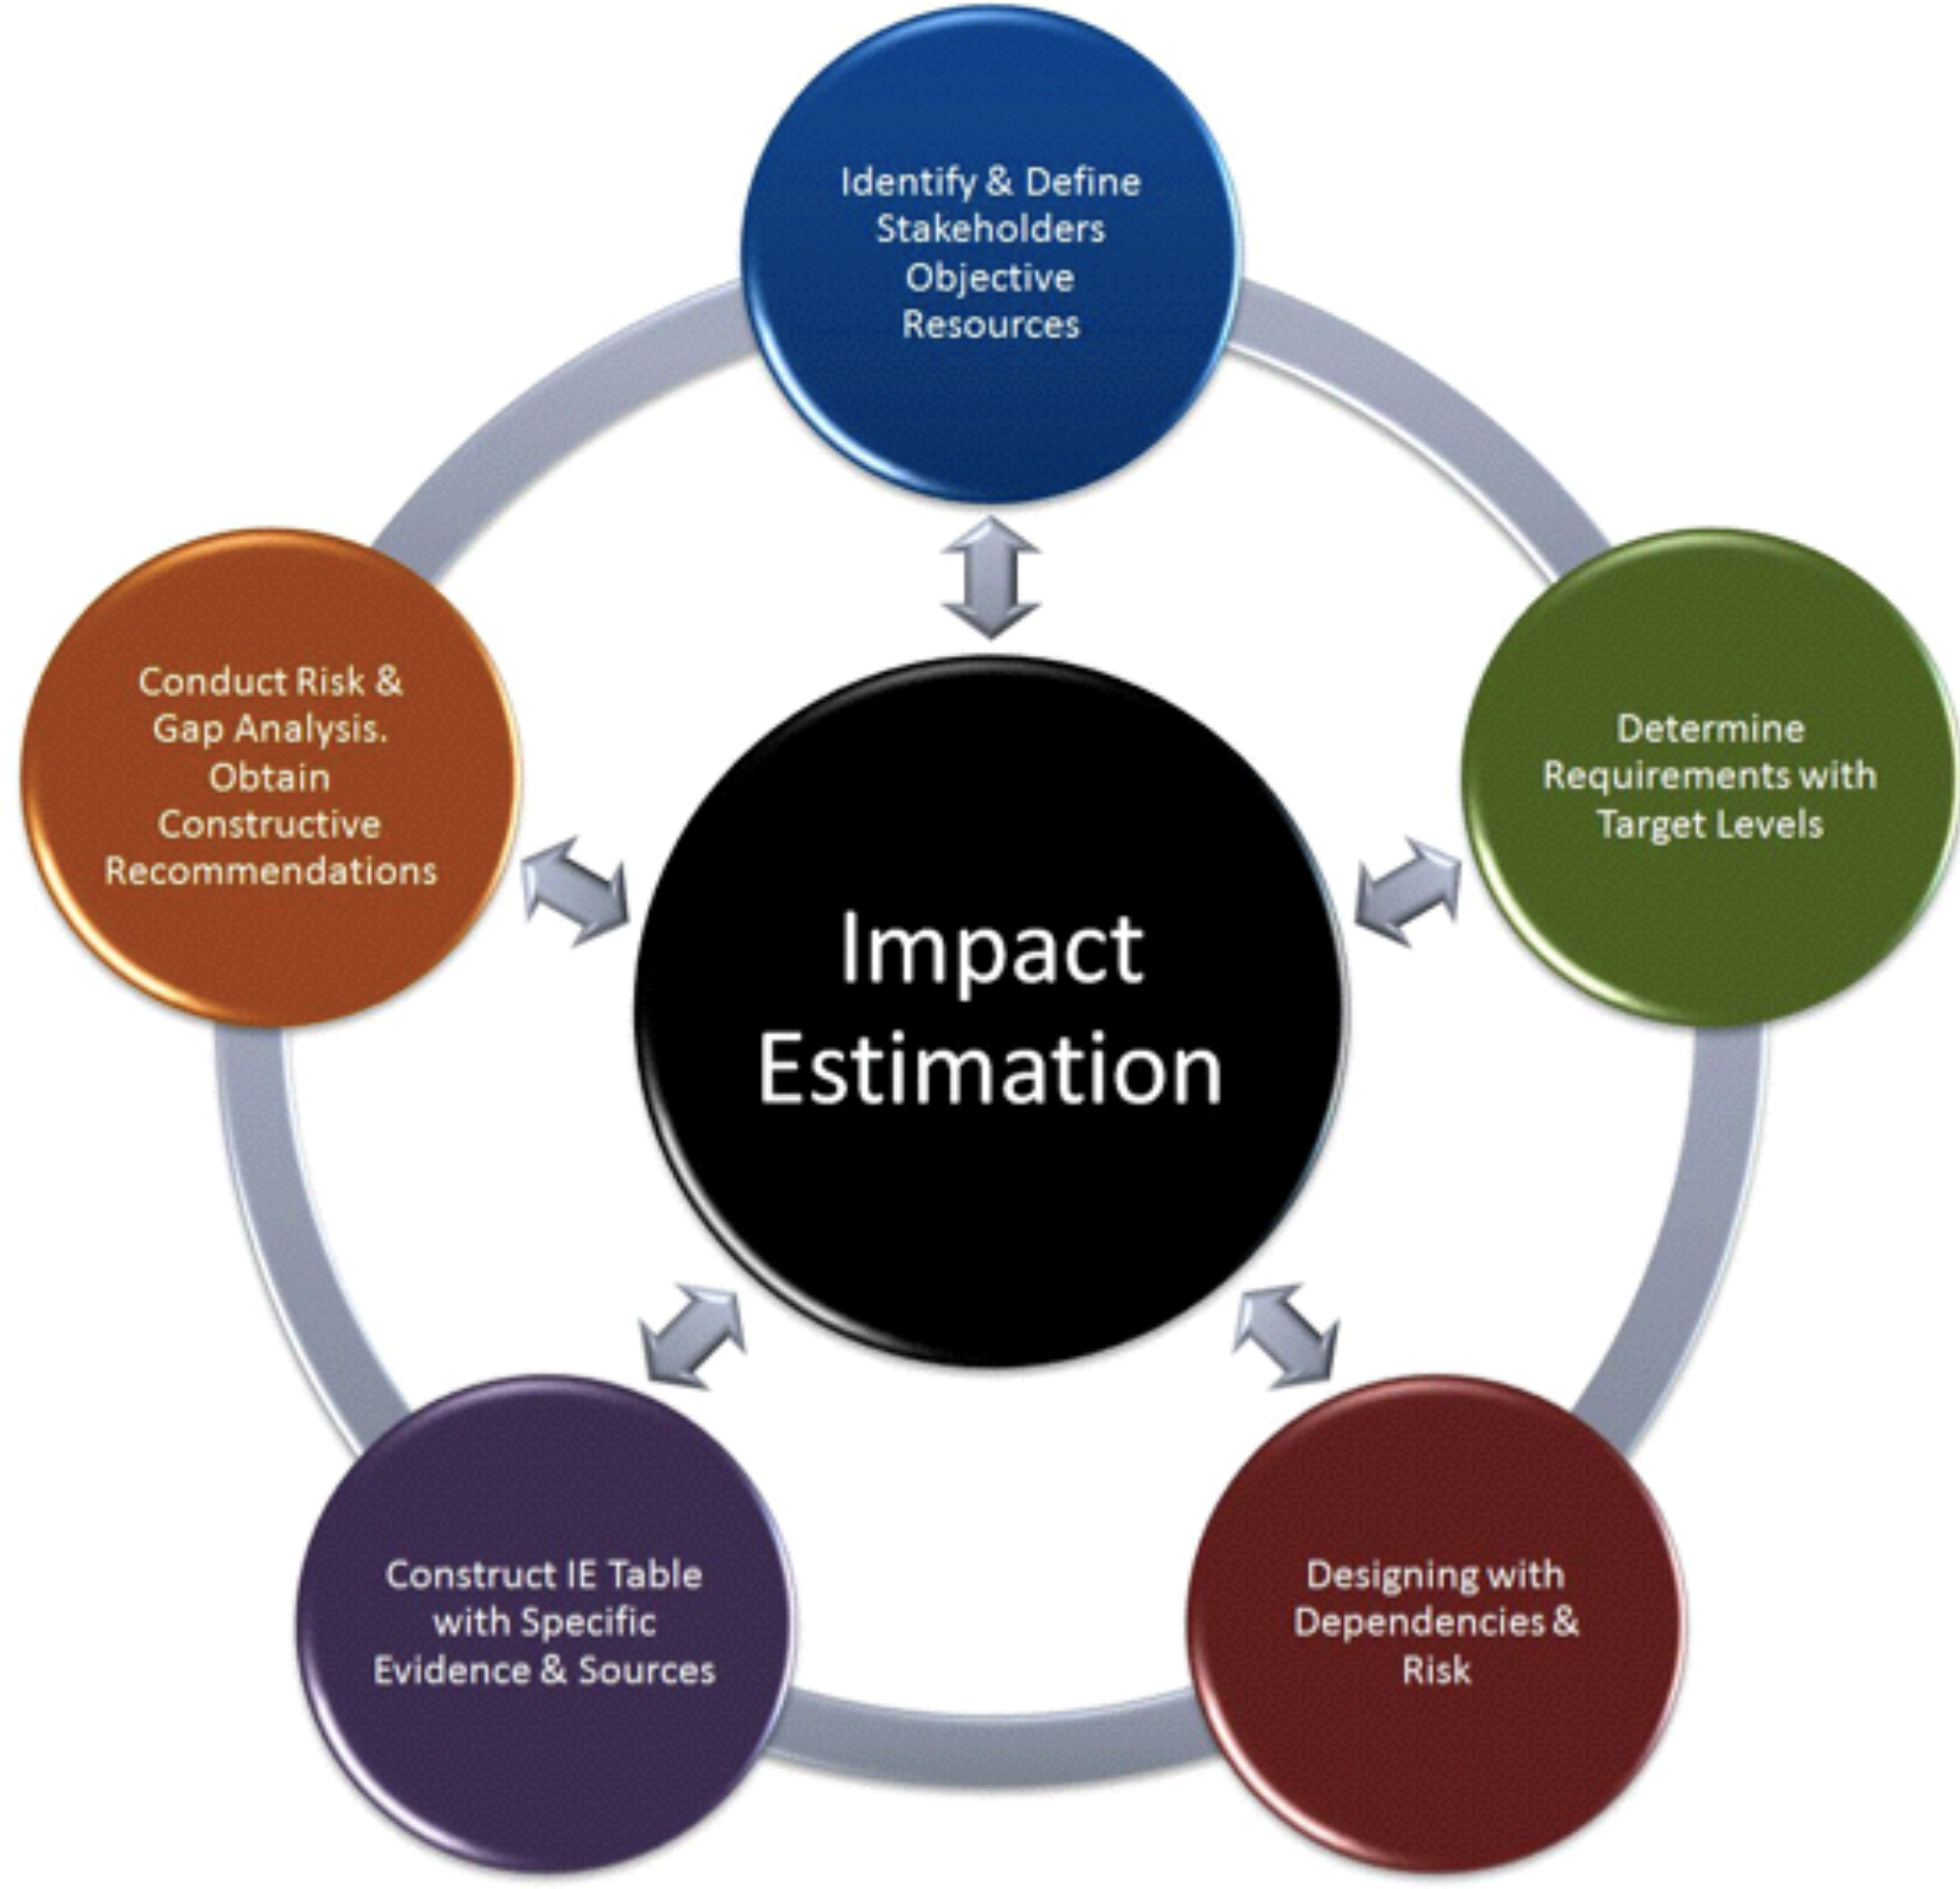 Identify & Define
Stakeholders
Objective
Resources
Determine
Requirements with
Target Levels
Designing with
Dependencies &
Risk
Construct IE Table
with Specific
Evidence & Sources
Conduct Risk &
Gap Analysis.
Obtain
Constructive
Recommendations
Impact
Estimation